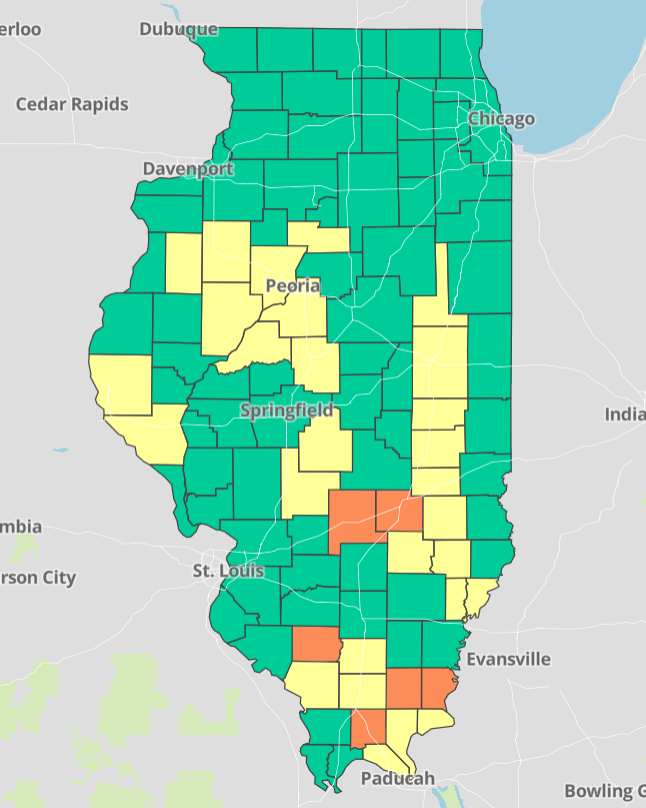 erloo
Dubuque
Cedar Rapids
Chicago
Davenport
Peoria
Springfield
India
mbia
St. Louis
rson City
Evansville
Paducah
Bowling G